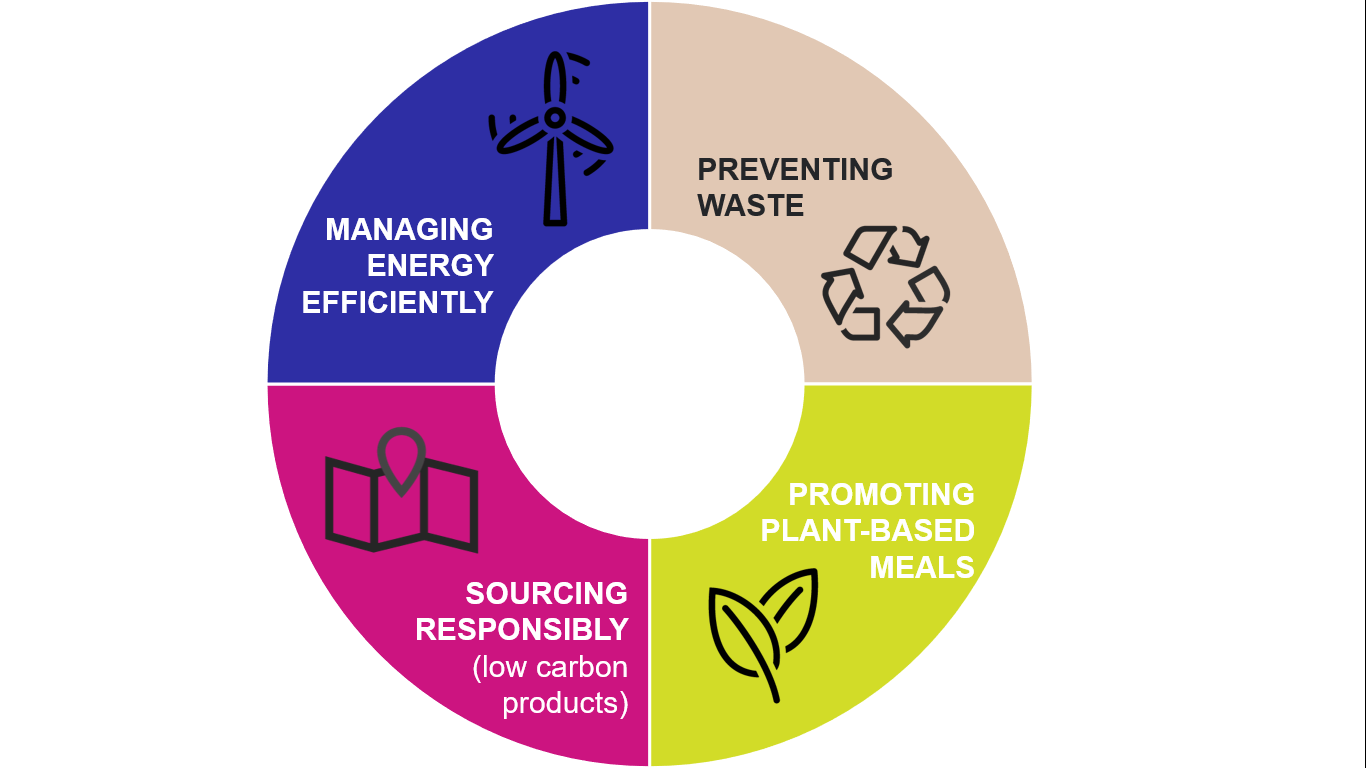 MANAGING
ENERGY
EFFICIENTLY
PREVENTING
WASTE
SOURCING
RESPONSIBLY
(low carbon
products)
PROMOTING
PLANT-BASED
MEALS